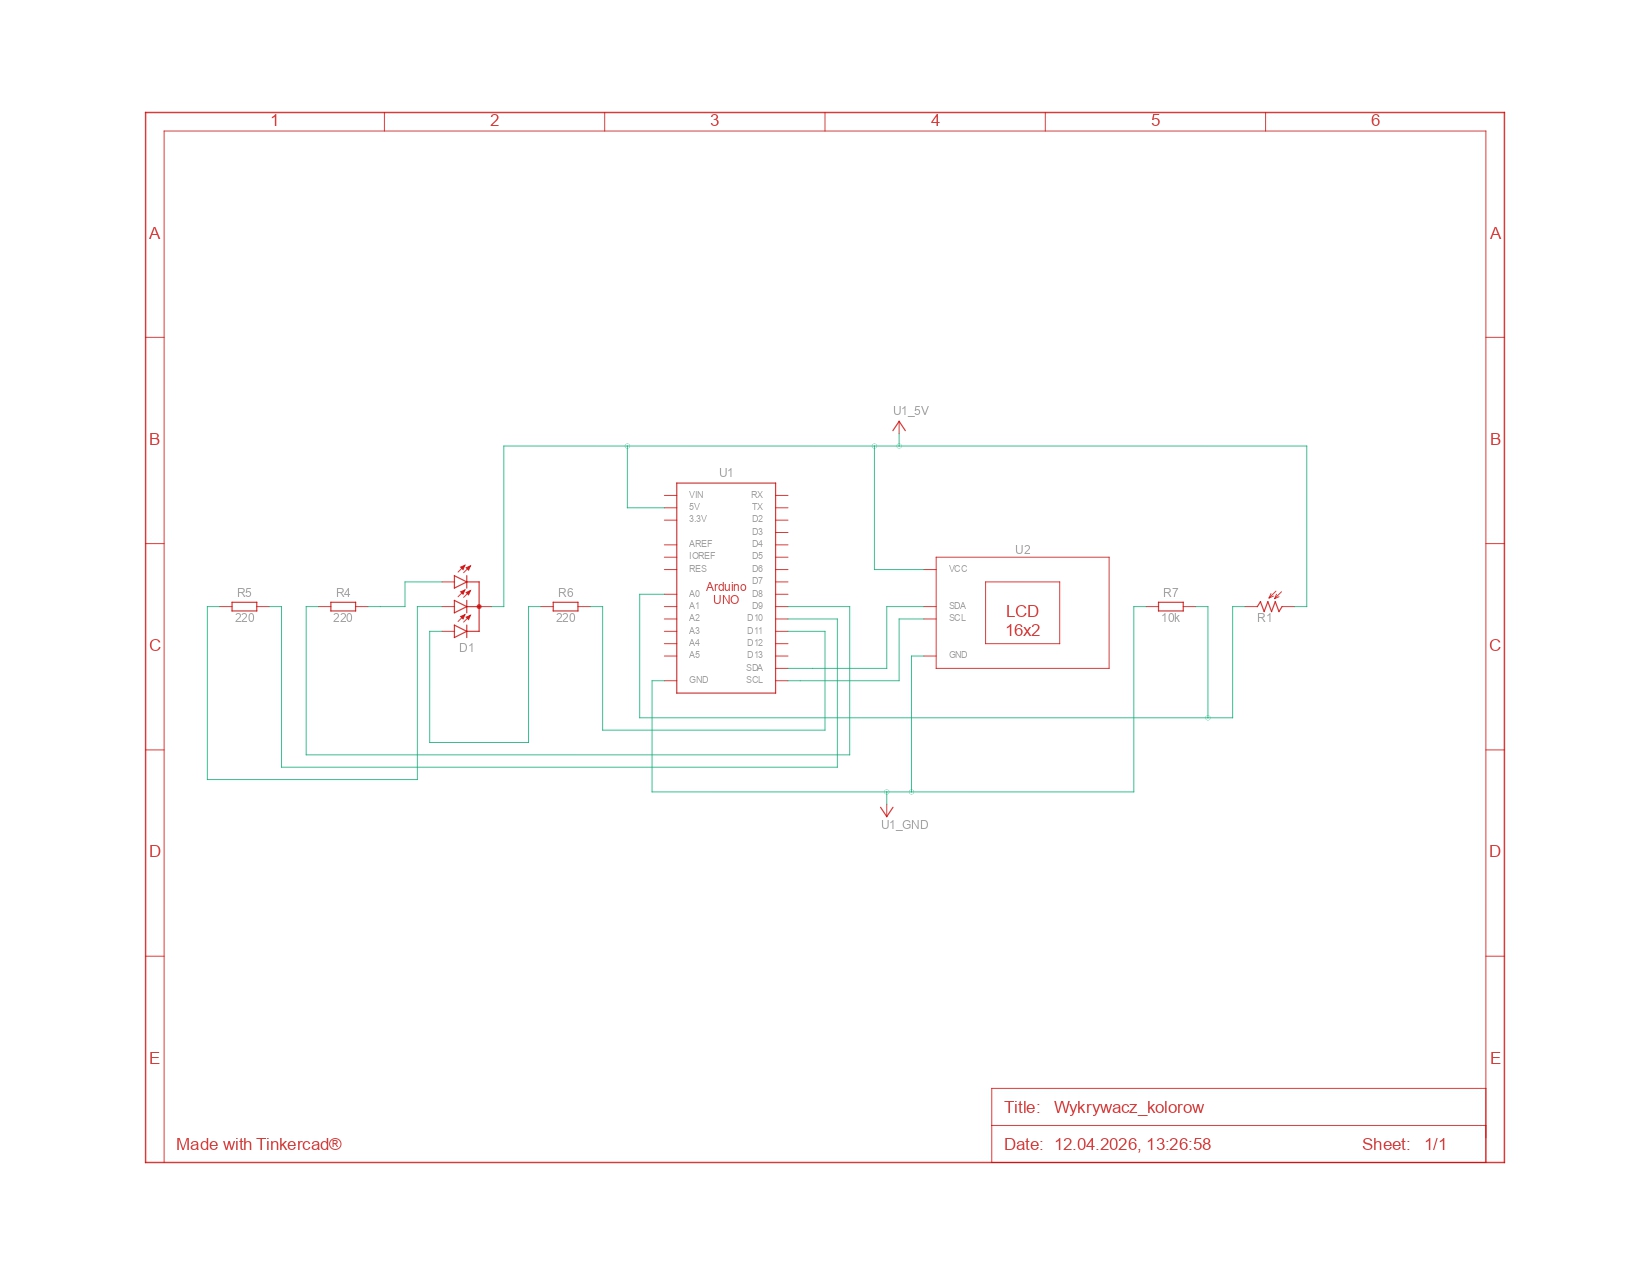 1 2 3 4 5 6
A A
U1_5V
B B
U1
VIN RX
5V TX
3.3V D2
D3
AREF D4
IOREF D5
RES D6
D7
A0 D8
A1 D9
A2 D10
A3 D11
A4 D12
A5 D13
SDA
GND SCL
Arduino
UNO
U2
VCC
SDA
SCL
GND
LCD
16x2
R5
220
R4
220
D1
R6
220
R7
10k
R1
C C
U1_GND
D D
E E
Title: Wykrywacz_kolorow
Made with Tinkercad®
Date: 12.04.2026, 13:26:58 Sheet: 1/1